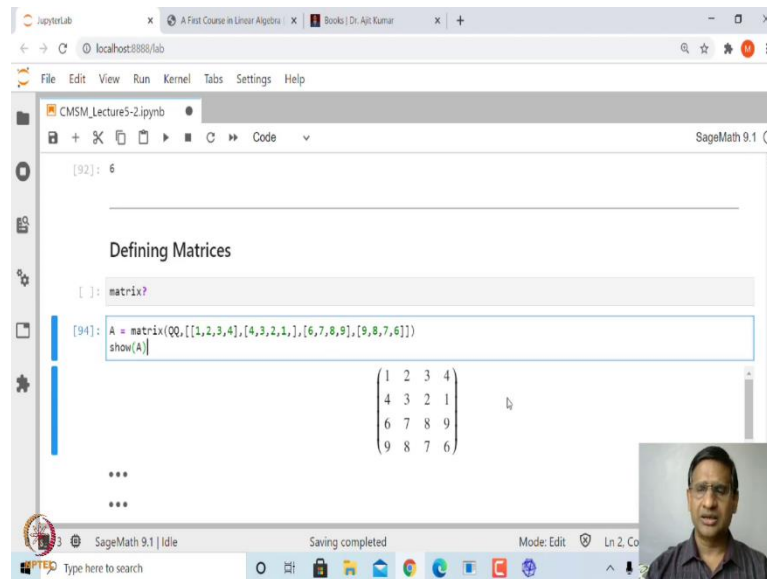 JupyterLab
A First Course in Linear Algebra
Books | Dr. Ajit Kumar
localhost:8888/lab
M
File Edit View Run Kernel Tabs Settings Help
CMSM_Lecture5-2.ipynb
Code
SageMath 9.1
[92]: 6
Defining Matrices
[ ]: matrix?
[94]: A = matrix(QQ,[[1,2,3,4],[4,3,2,1,],[6,7,8,9],[9,8,7,6]])
show(A)
1 2 3 4
4 3 2 1
6 7 8 9
9 8 7 6
3 SageMath 9.1 | Idle Saving completed Mode: Edit Ln 2, Co
NPTEL Type here to search